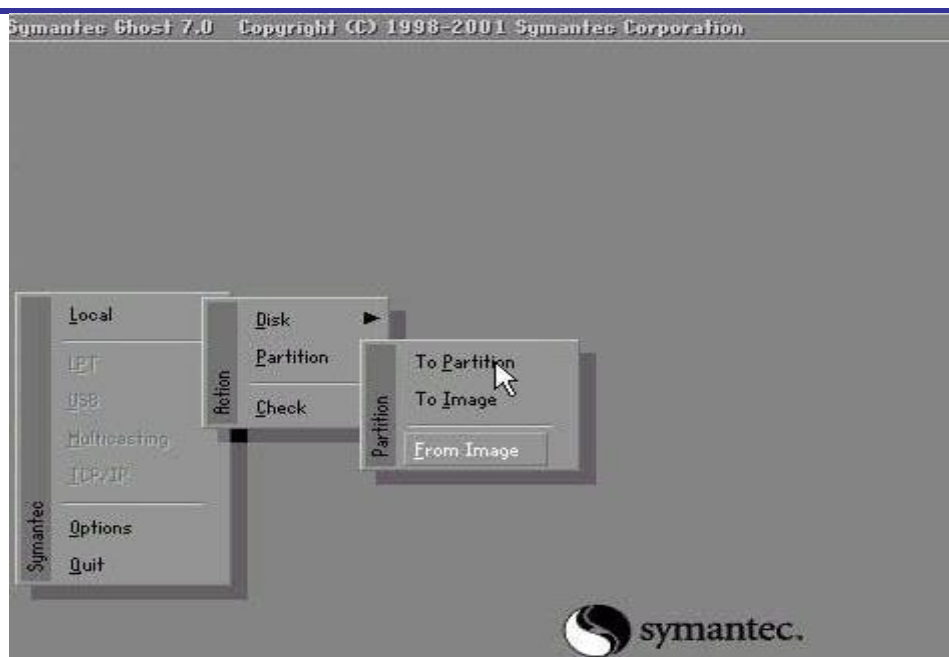 Symantec Ghost 7.0 Copyright (C) 1998-2001 Symantec Corporation
Local
LPT
USB
Multicasting
TCP/IP
Options
Quit
Symantec
Disk
Partition
Check
Action
To Partition
To Image
From Image
Partition
symantec.